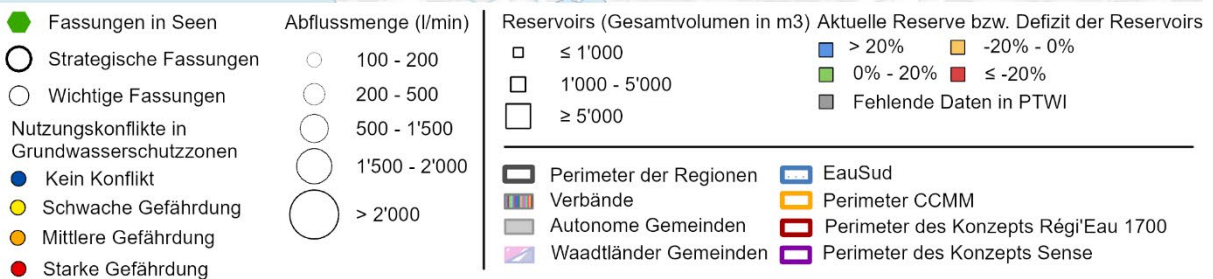 Fassungen in Seen
Strategische Fassungen
Wichtige Fassungen
Nutzungskonflikte in
Grundwasserschutzzonen
Kein Konflikt
Schwache Gefährdung
Mittlere Gefährdung
Starke Gefährdung
Abflussmenge (l/min)
100 - 200
200 - 500
500 - 1'500
1'500 - 2'000
> 2'000
Reservoirs (Gesamtvolumen in m3)
≤ 1'000
1'000 - 5'000
≥ 5'000
Aktuelle Reserve bzw. Defizit der Reservoirs
> 20%
-20% - 0%
0% - 20%
≤ -20%
Fehlende Daten in PTWI
Perimeter der Regionen
Verbände
Autonome Gemeinden
Waadtländer Gemeinden
EauSud
Perimeter CCMM
Perimeter des Konzepts Régi'Eau 1700
Perimeter des Konzepts Sense